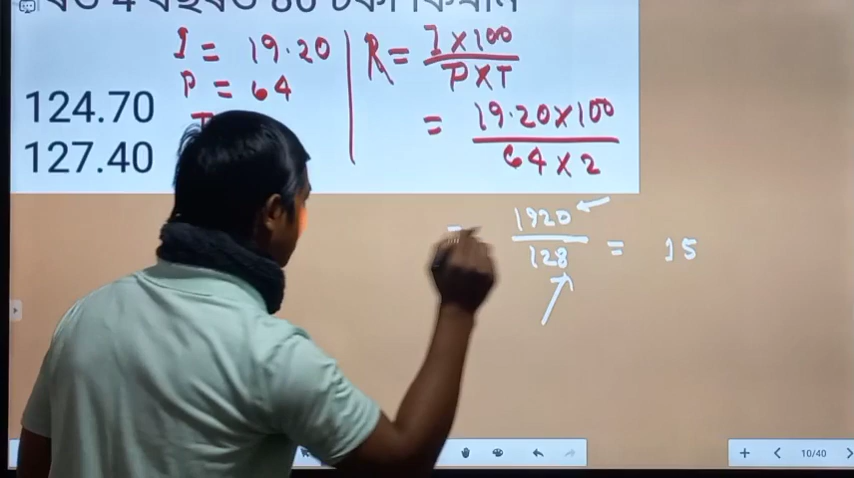 I = 19.20
P = 64
124.70
127.40
R = I × 100 / P × T
= 19.20 × 100 / 64 × 2
= 1920 / 128 = 15
10/40